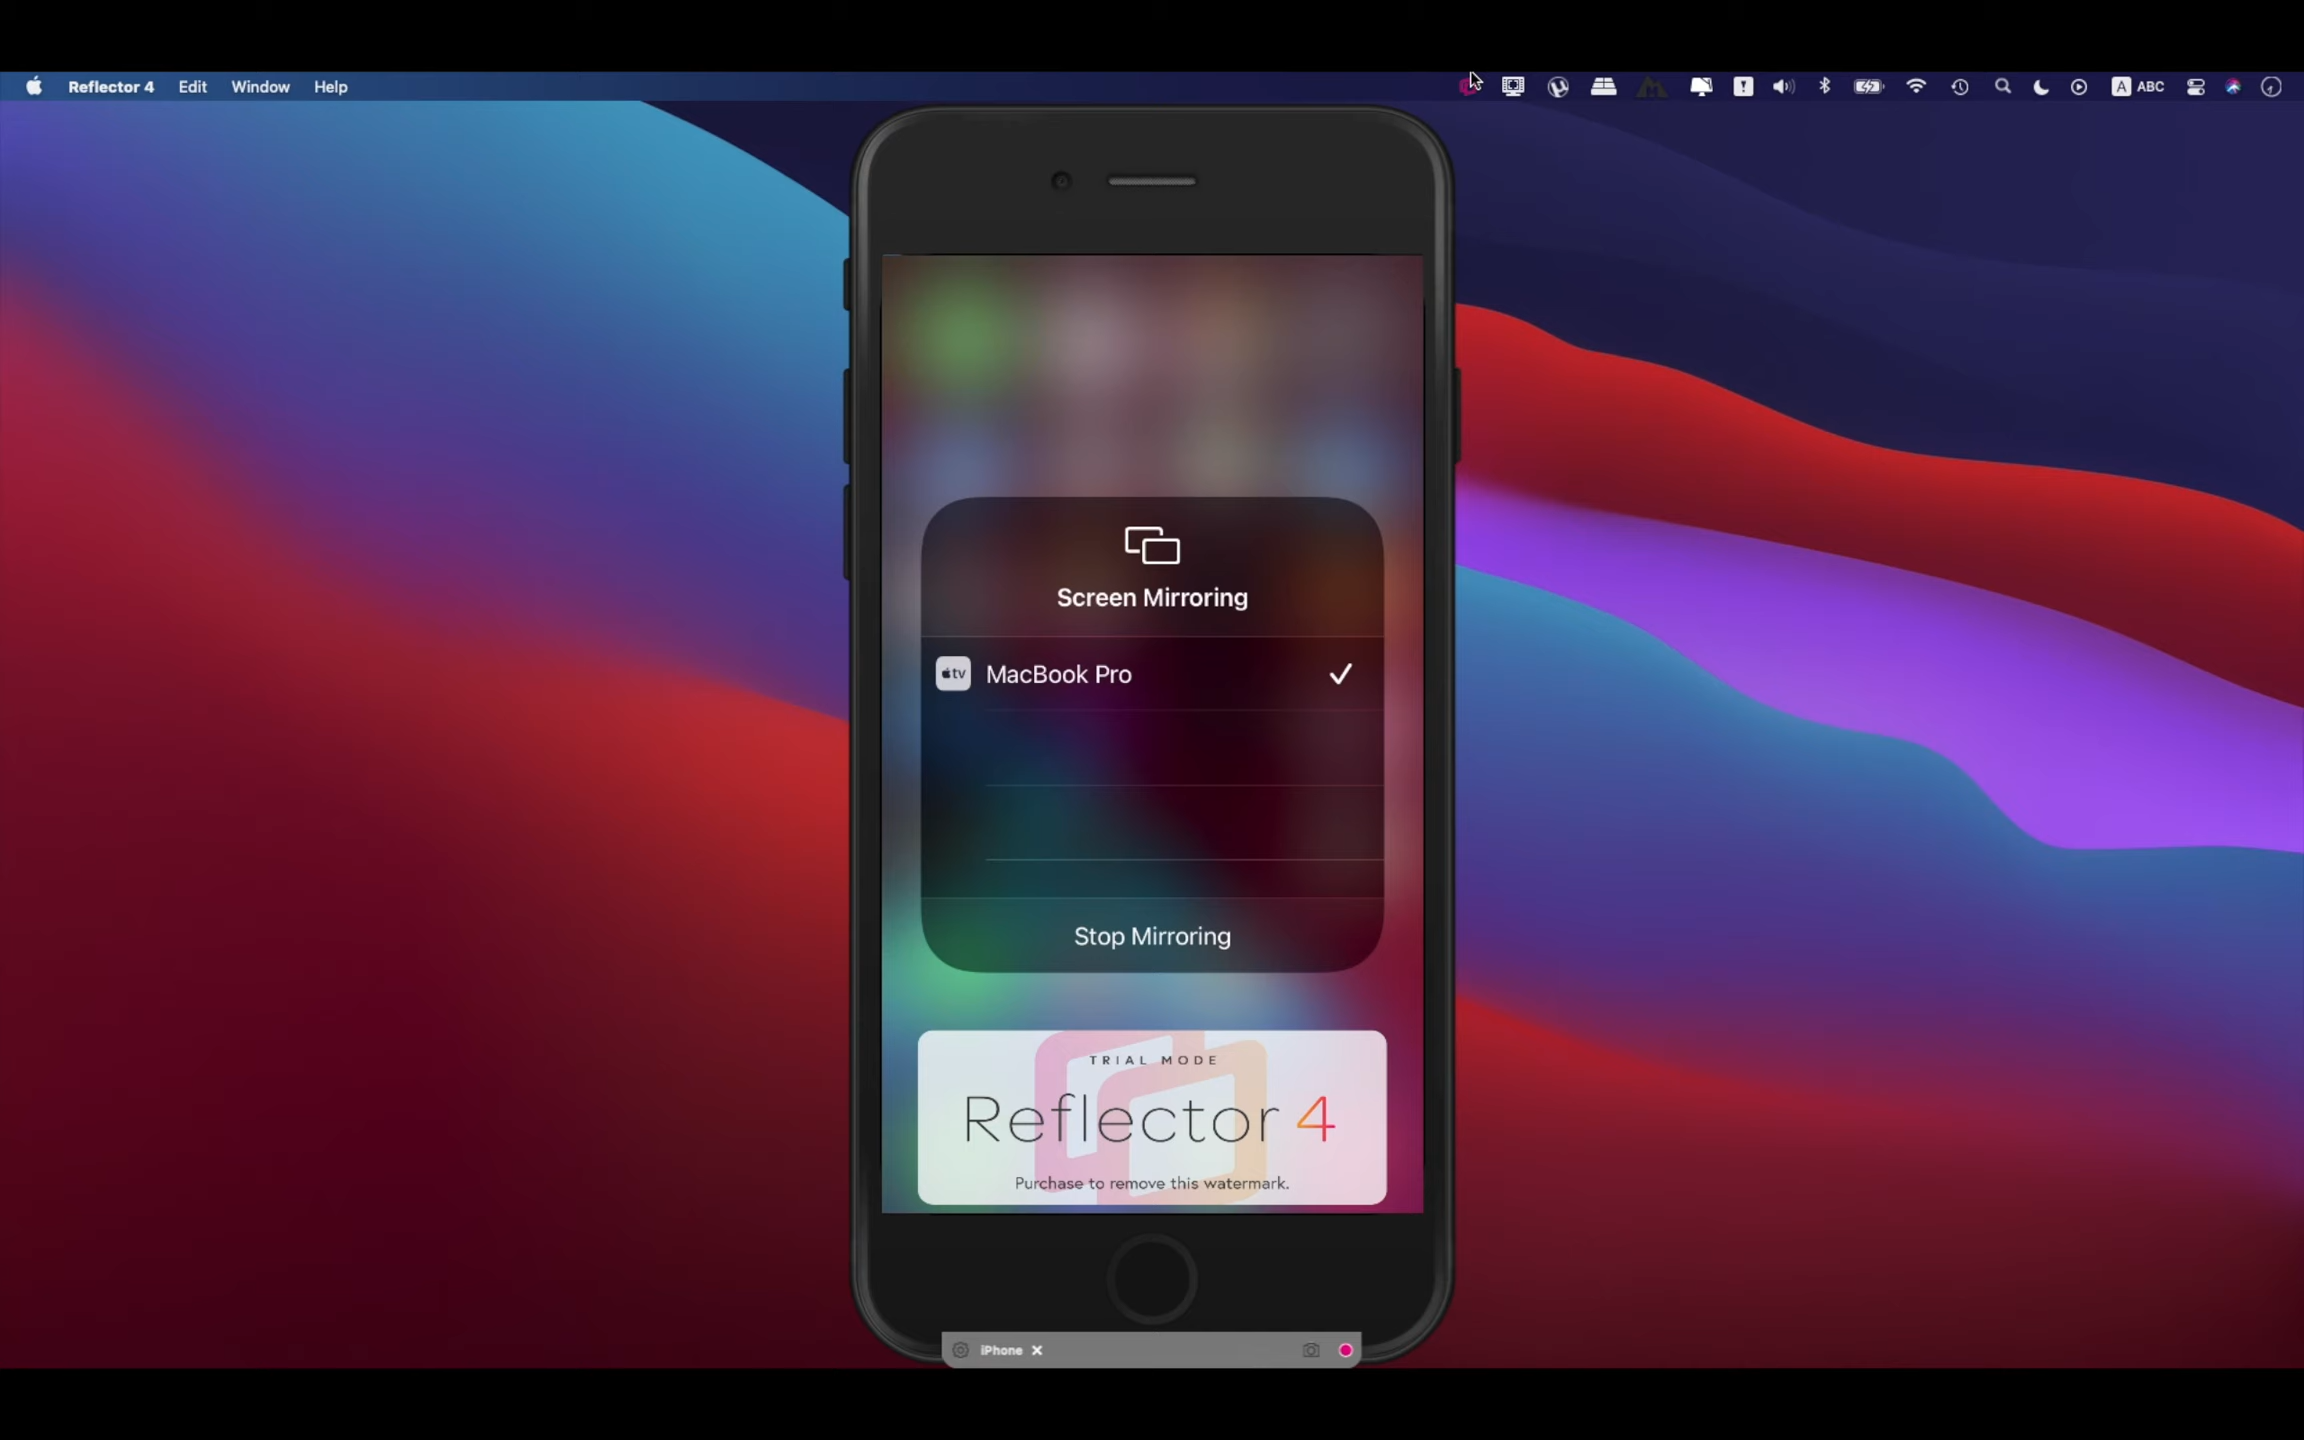 Reflector 4 Edit Window Help
A ABC
Screen Mirroring
tv MacBook Pro
Stop Mirroring
TRIAL MODE
Reflector 4
Purchase to remove this watermark.
iPhone